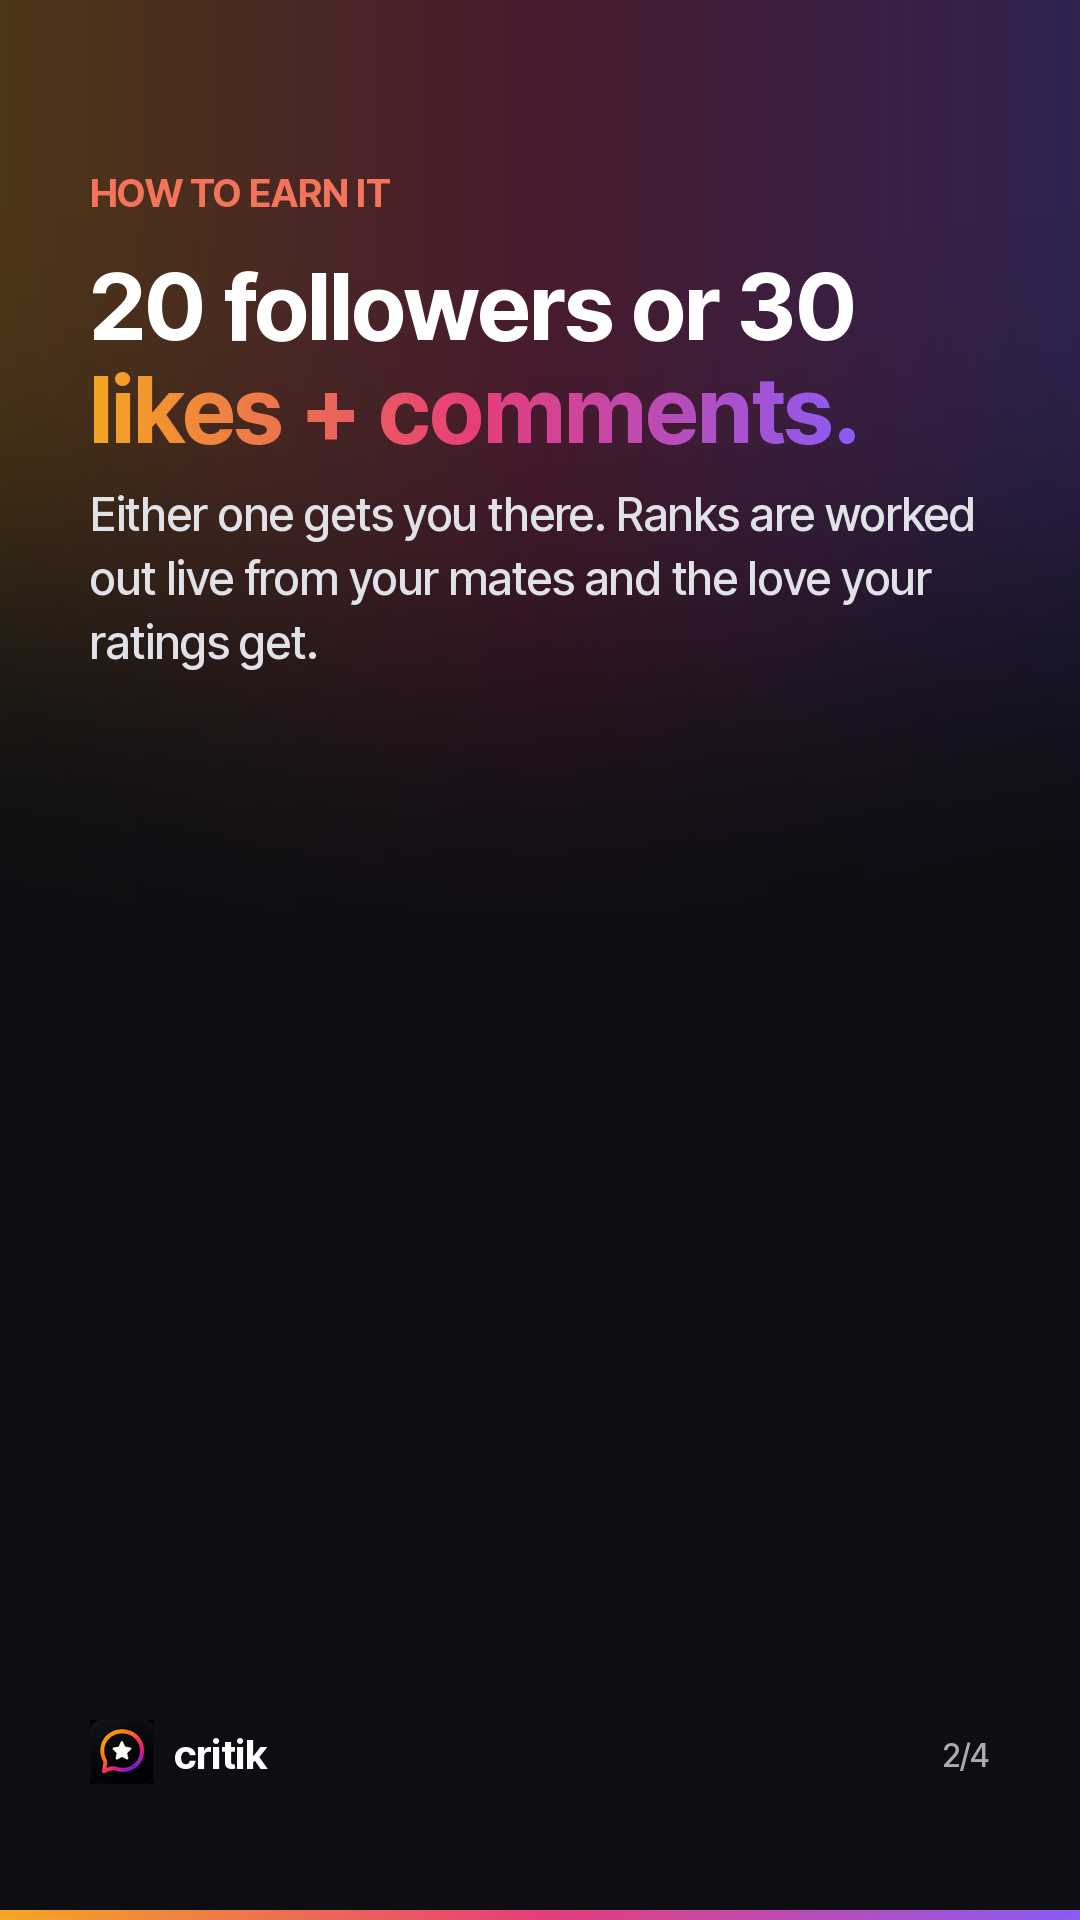 HOW TO EARN IT
20 followers or 30
likes + comments.
Either one gets you there. Ranks are worked
out live from your mates and the love your
ratings get.
critik
2/4